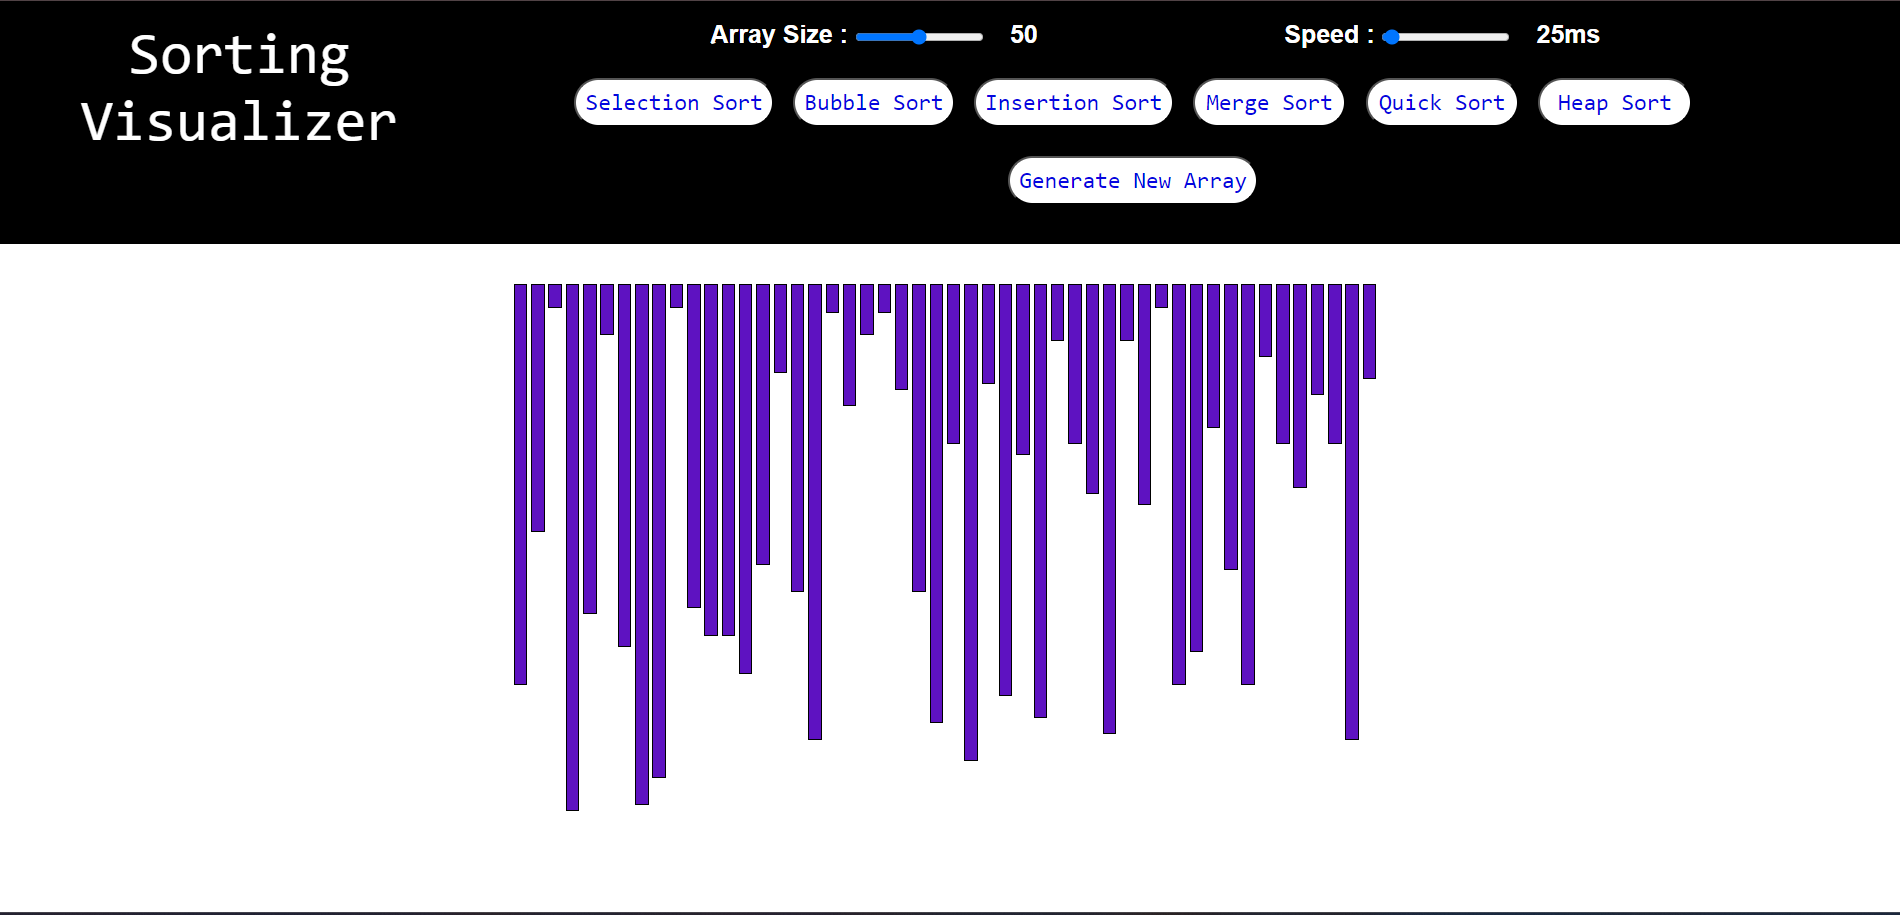 Sorting
Visualizer
Array Size : 50
Speed : 25ms
Selection Sort
Bubble Sort
Insertion Sort
Merge Sort
Quick Sort
Heap Sort
Generate New Array